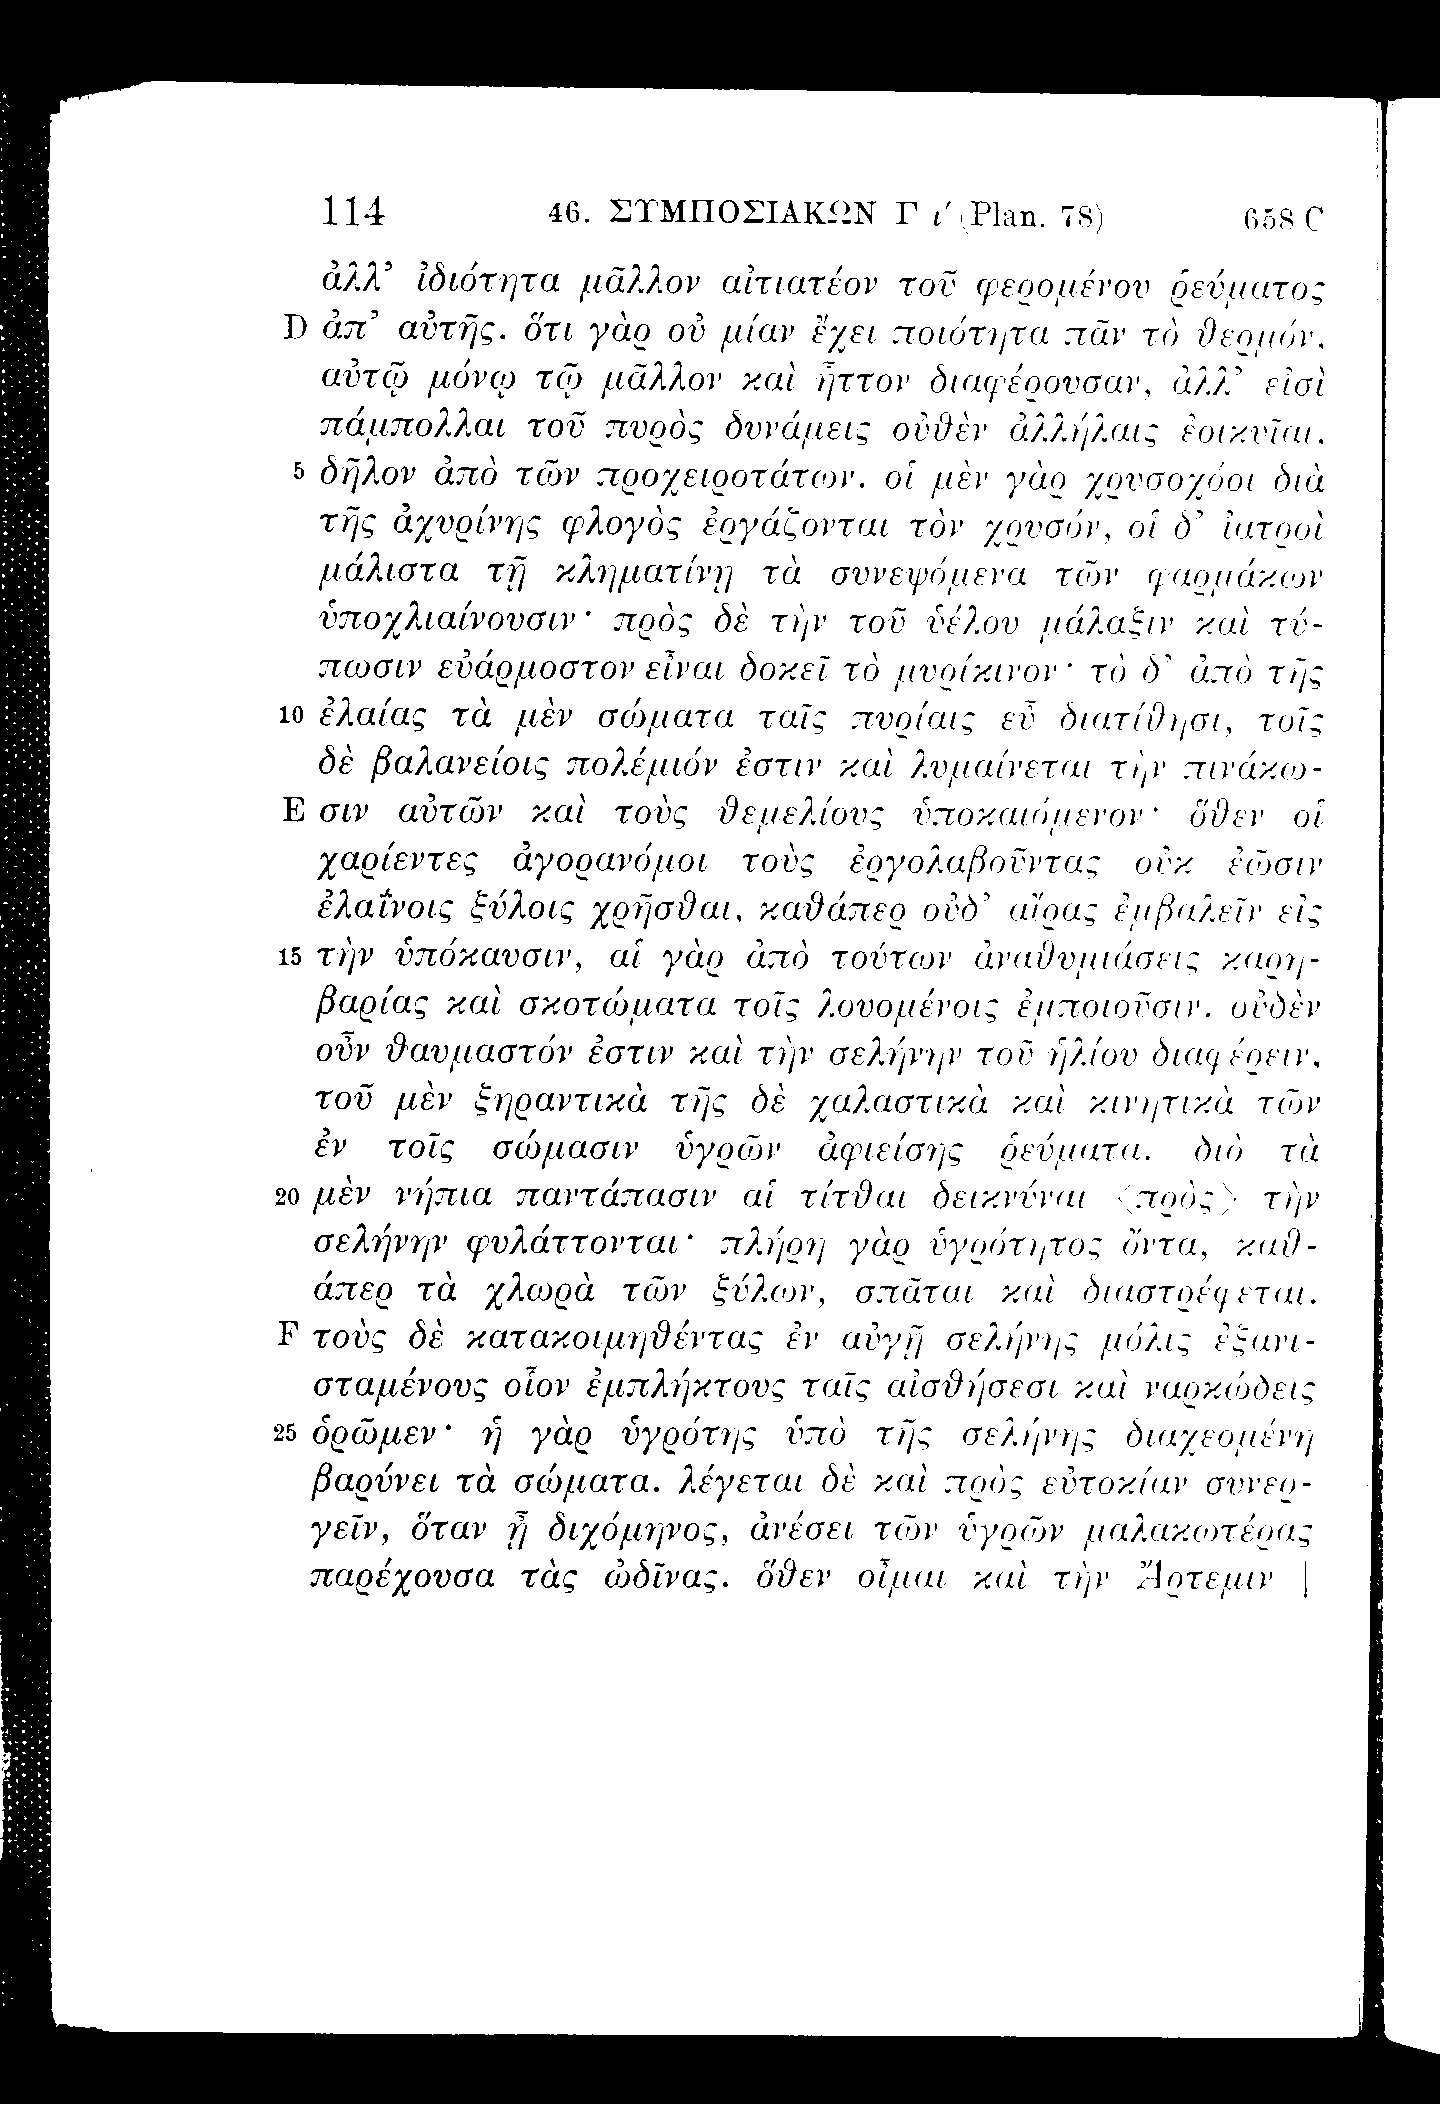 114 46. ΣΥΜΠΟΣΙΑΚΩΝ Γ ι´ (Plan. 78) 658 C
ἀλλ’ ἰδιότητα μᾶλλον αἰτιατέον τοῦ φερομένου ῥεύματος
D ἀπ’ αὐτῆς. ὅτι γὰρ οὐ μίαν ἔχει ποιότητα πᾶν τὸ θερμόν,
αὐτῷ μόνῳ τῷ μᾶλλον καὶ ἧττον διαφέρουσαν, ἀλλ’ εἰσὶ
πάμπολλαι τοῦ πυρὸς δυνάμεις οὐθὲν ἀλλήλαις ἐοικυῖαι,
5 δῆλον ἀπὸ τῶν προχειροτάτων. οἱ μὲν γὰρ χρυσοχόοι διὰ
τῆς ἀχυρίνης φλογὸς ἐργάζονται τὸν χρυσόν, οἱ δ’ ἰατροὶ
μάλιστα τῇ κληματίνῃ τὰ συνεψόμενα τῶν φαρμάκων
ὑποχλιαίνουσιν· πρὸς δὲ τὴν τοῦ ὑέλου μάλαξιν καὶ τύ-
πωσιν εὐάρμοστον εἶναι δοκεῖ τὸ μυρίκινον· τὸ δ’ ἀπὸ τῆς
10 ἐλαίας τὰ μὲν σώματα ταῖς πυρίαις εὖ διατίθησι, τοῖς
δὲ βαλανείοις πολέμιόν ἐστιν καὶ λυμαίνεται τὴν πινάκω-
E σιν αὐτῶν καὶ τοὺς θεμελίους ὑποκαιόμενον· ὅθεν οἱ
χαρίεντες ἀγορανόμοι τοὺς ἐργολαβοῦντας οὐκ ἐῶσιν
ἐλαΐνοις ξύλοις χρῆσθαι, καθάπερ οὐδ’ αἴρας ἐμβαλεῖν εἰς
15 τὴν ὑπόκαυσιν, αἱ γὰρ ἀπὸ τούτων ἀναθυμιάσεις καρη-
βαρίας καὶ σκοτώματα τοῖς λουομένοις ἐμποιοῦσιν. οὐδὲν
οὖν θαυμαστόν ἐστιν καὶ τὴν σελήνην τοῦ ἡλίου διαφέρειν,
τοῦ μὲν ξηραντικὰ τῆς δὲ χαλαστικὰ καὶ κινητικὰ τῶν
ἐν τοῖς σώμασιν ὑγρῶν ἀφιείσης ῥεύματα. διὸ τὰ
20 μὲν νήπια παντάπασιν αἱ τίτθαι δεικνύναι ⟨πρὸς⟩ τὴν
σελήνην φυλάττονται· πλήρη γὰρ ὑγρότητος ὄντα, καθ-
άπερ τὰ χλωρὰ τῶν ξύλων, σπᾶται καὶ διαστρέφεται.
F τοὺς δὲ κατακοιμηθέντας ἐν αὐγῇ σελήνης μόλις ἐξανι-
σταμένους οἷον ἐμπλήκτους ταῖς αἰσθήσεσι καὶ ναρκώδεις
25 ὁρῶμεν· ἡ γὰρ ὑγρότης ὑπὸ τῆς σελήνης διαχεομένη
βαρύνει τὰ σώματα. λέγεται δὲ καὶ πρὸς εὐτοκίαν συνερ-
γεῖν, ὅταν ᾖ διχόμηνος, ἀνέσει τῶν ὑγρῶν μαλακωτέρας
παρέχουσα τὰς ὠδῖνας. ὅθεν οἶμαι καὶ τὴν Ἄρτεμιν |